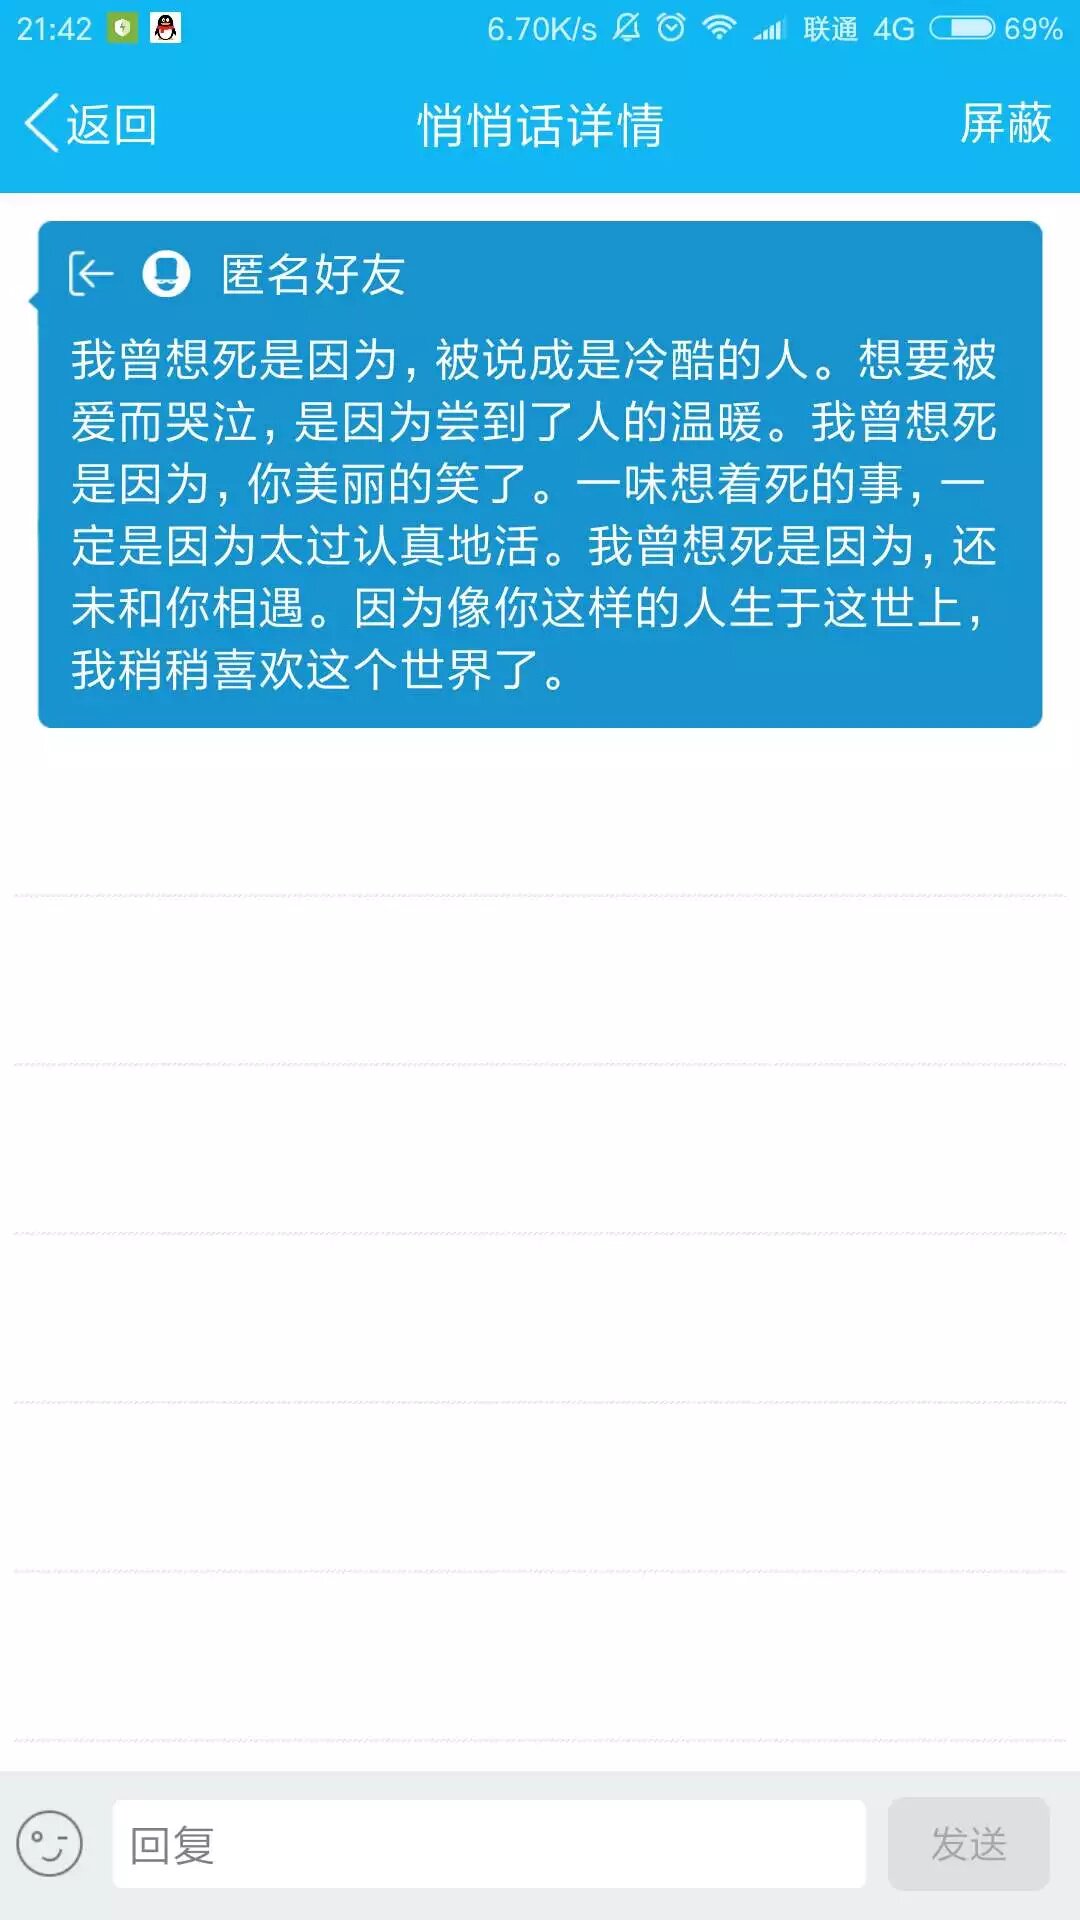 21:42 6.70K/s 联通 4G 69%
返回 悄悄话详情 屏蔽
匿名好友
我曾想死是因为，被说成是冷酷的人。想要被
爱而哭泣，是因为尝到了人的温暖。我曾想死
是因为，你美丽的笑了。一味想着死的事，一
定是因为太过认真地活。我曾想死是因为，还
未和你相遇。因为像你这样的人生于这世上，
我稍稍喜欢这个世界了。
回复 发送